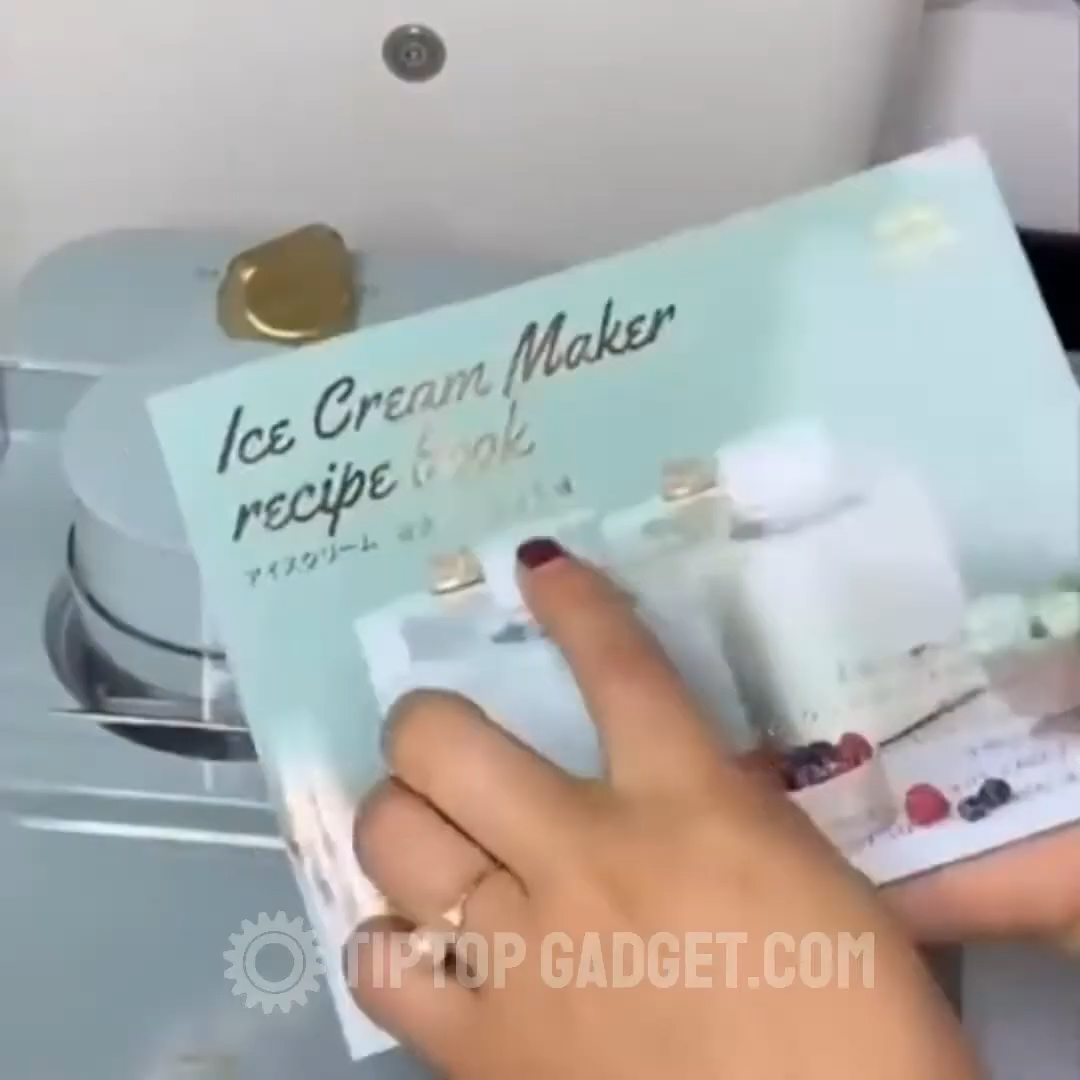 Ice Cream Maker
recipe book
アイスクリーム
TIPTOP GADGET.COM